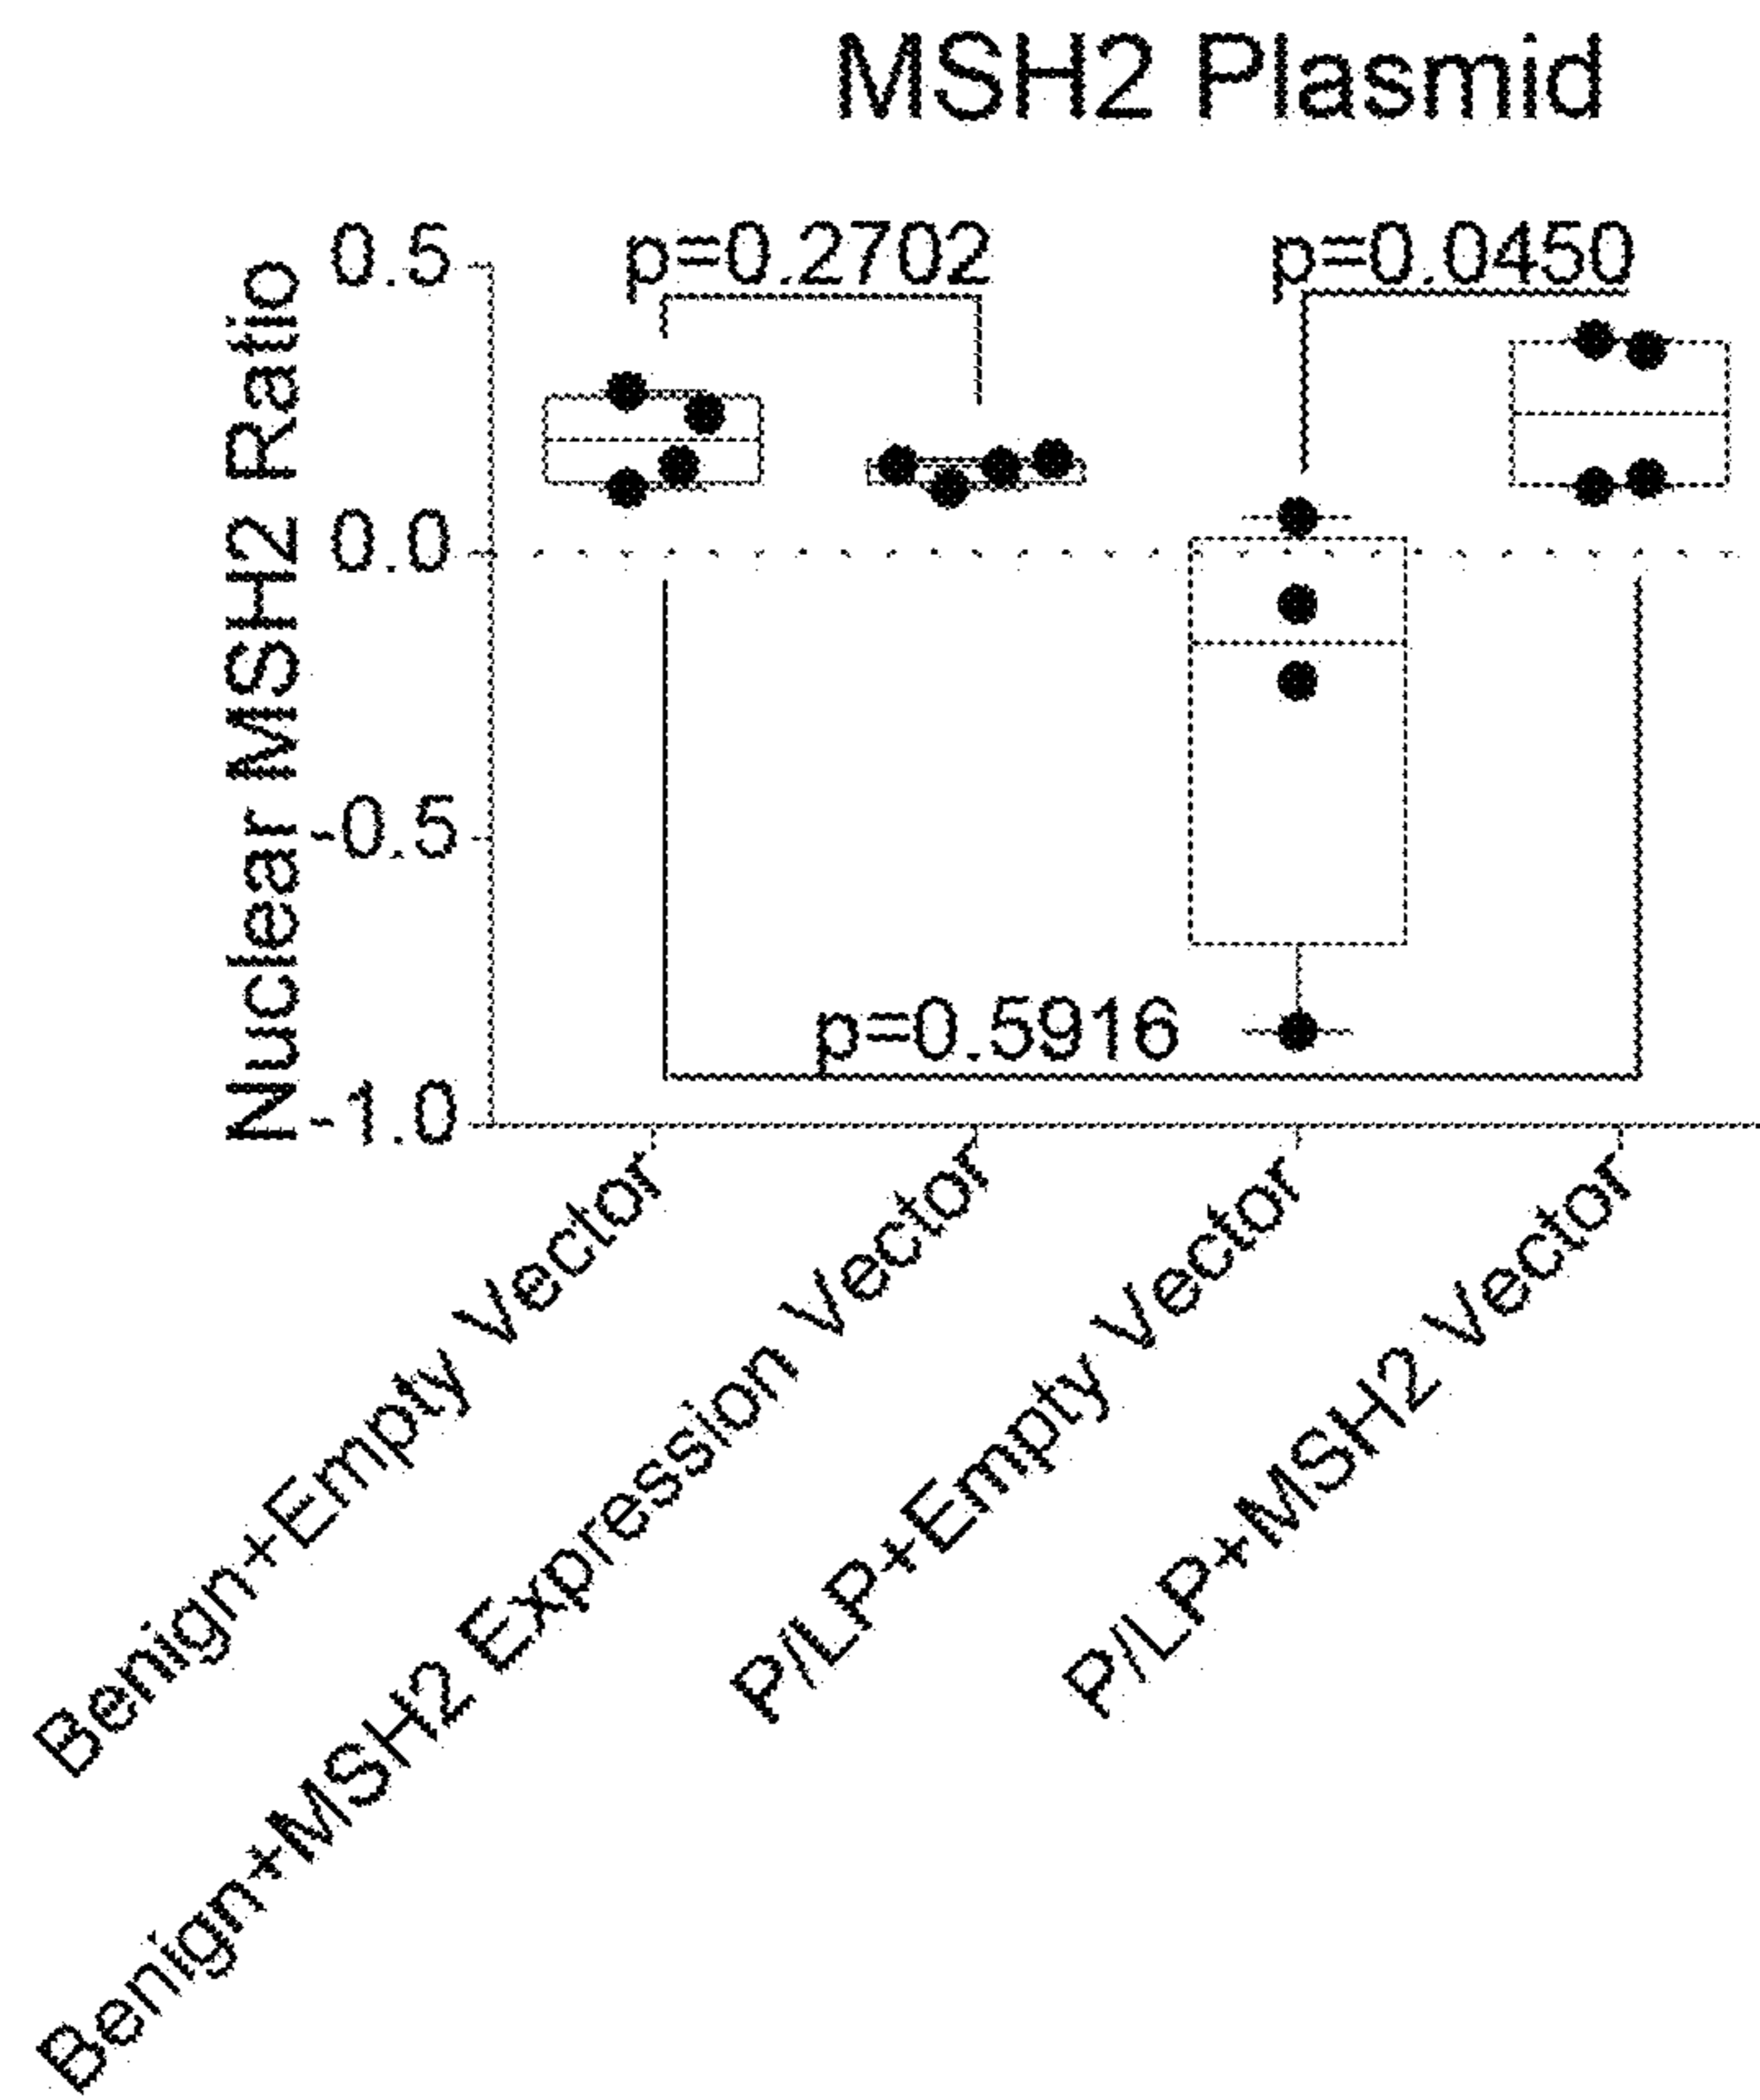 MSH2 Plasmid
Nuclear MSH2 Ratio
0.5
0.0
-0.5
-1.0
p=0.2702
p=0.0450
p=0.5916
Benign+Empty Vector
Benign+MSH2 Expression Vector
P/LP+Empty Vector
P/LP+MSH2 Vector